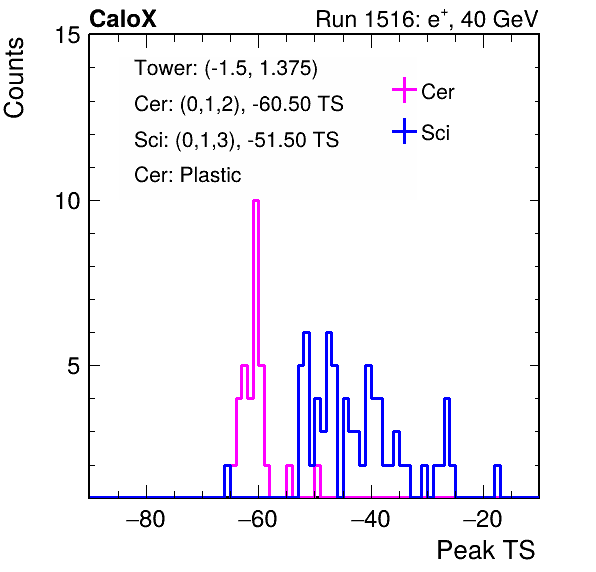 CaloX Run 1516: e⁺, 40 GeV
15
Counts
Tower: (-1.5, 1.375)
Cer: (0,1,2), -60.50 TS
Sci: (0,1,3), -51.50 TS
Cer: Plastic
Cer
Sci
10
5
−80 −60 −40 −20
Peak TS